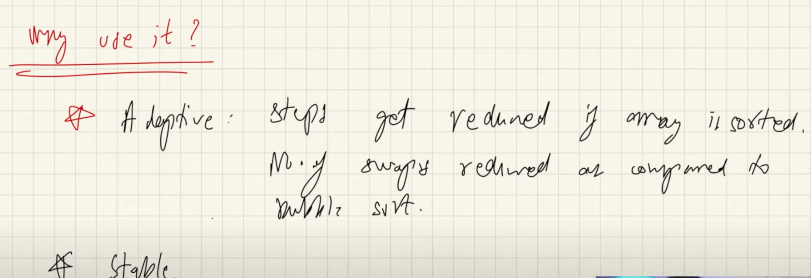 why use it?
☆ Adaptive: steps get reduced if array is sorted.
No. of swaps reduced as compared to
bubble sort.
☆ Stable